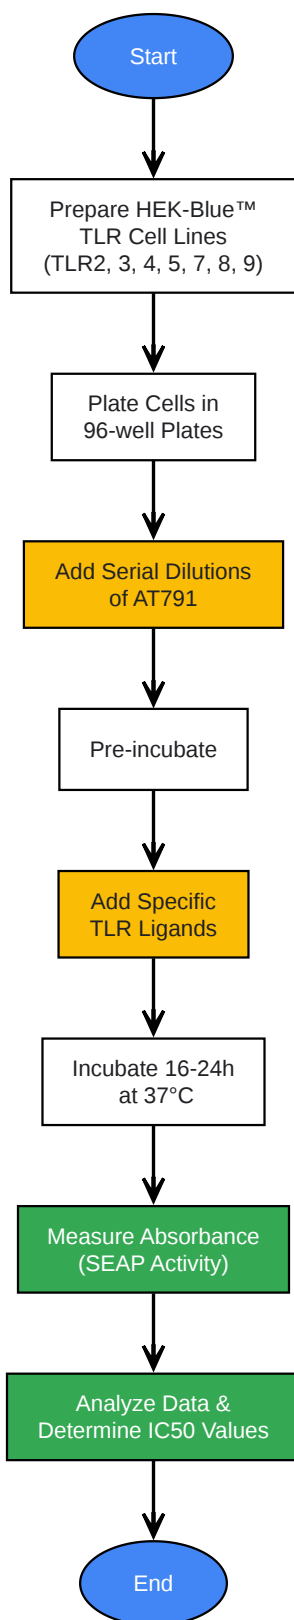 Start
Prepare HEK-Blue™
TLR Cell Lines
(TLR2, 3, 4, 5, 7, 8, 9)
Plate Cells in
96-well Plates
Add Serial Dilutions
of AT791
Pre-incubate
Add Specific
TLR Ligands
Incubate 16-24h
at 37°C
Measure Absorbance
(SEAP Activity)
Analyze Data &
Determine IC50 Values
End